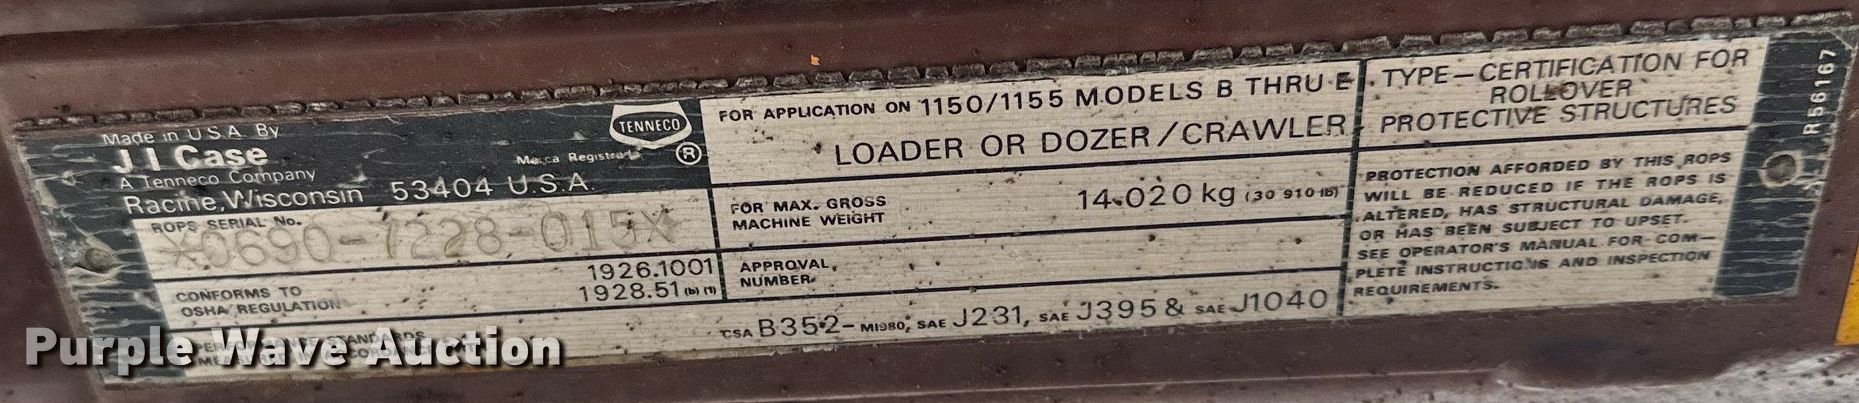 Made in U.S.A. By
J I Case
A Tenneco Company
Racine, Wisconsin 53404 U.S.A.
TENNECO
Marca Registrada ®
ROPS SERIAL No.
X0690-7228-015X
CONFORMS TO
OSHA REGULATION
1926.1001
1928.51 (b) (1)
FOR APPLICATION ON 1150/1155 MODELS B THRU E
LOADER OR DOZER/CRAWLER
FOR MAX. GROSS
MACHINE WEIGHT
14.020 kg (30 910 lb)
APPROVAL
NUMBER
CSA B352-M1980, SAE J231, SAE J395 & SAE J1040
TYPE-CERTIFICATION FOR
ROLLOVER
PROTECTIVE STRUCTURES
PROTECTION AFFORDED BY THIS ROPS
WILL BE REDUCED IF THE ROPS IS
ALTERED, HAS STRUCTURAL DAMAGE,
OR HAS BEEN SUBJECT TO UPSET.
SEE OPERATOR'S MANUAL FOR COM-
PLETE INSTRUCTIONS AND INSPECTION
REQUIREMENTS.
R56167
Purple Wave Auction